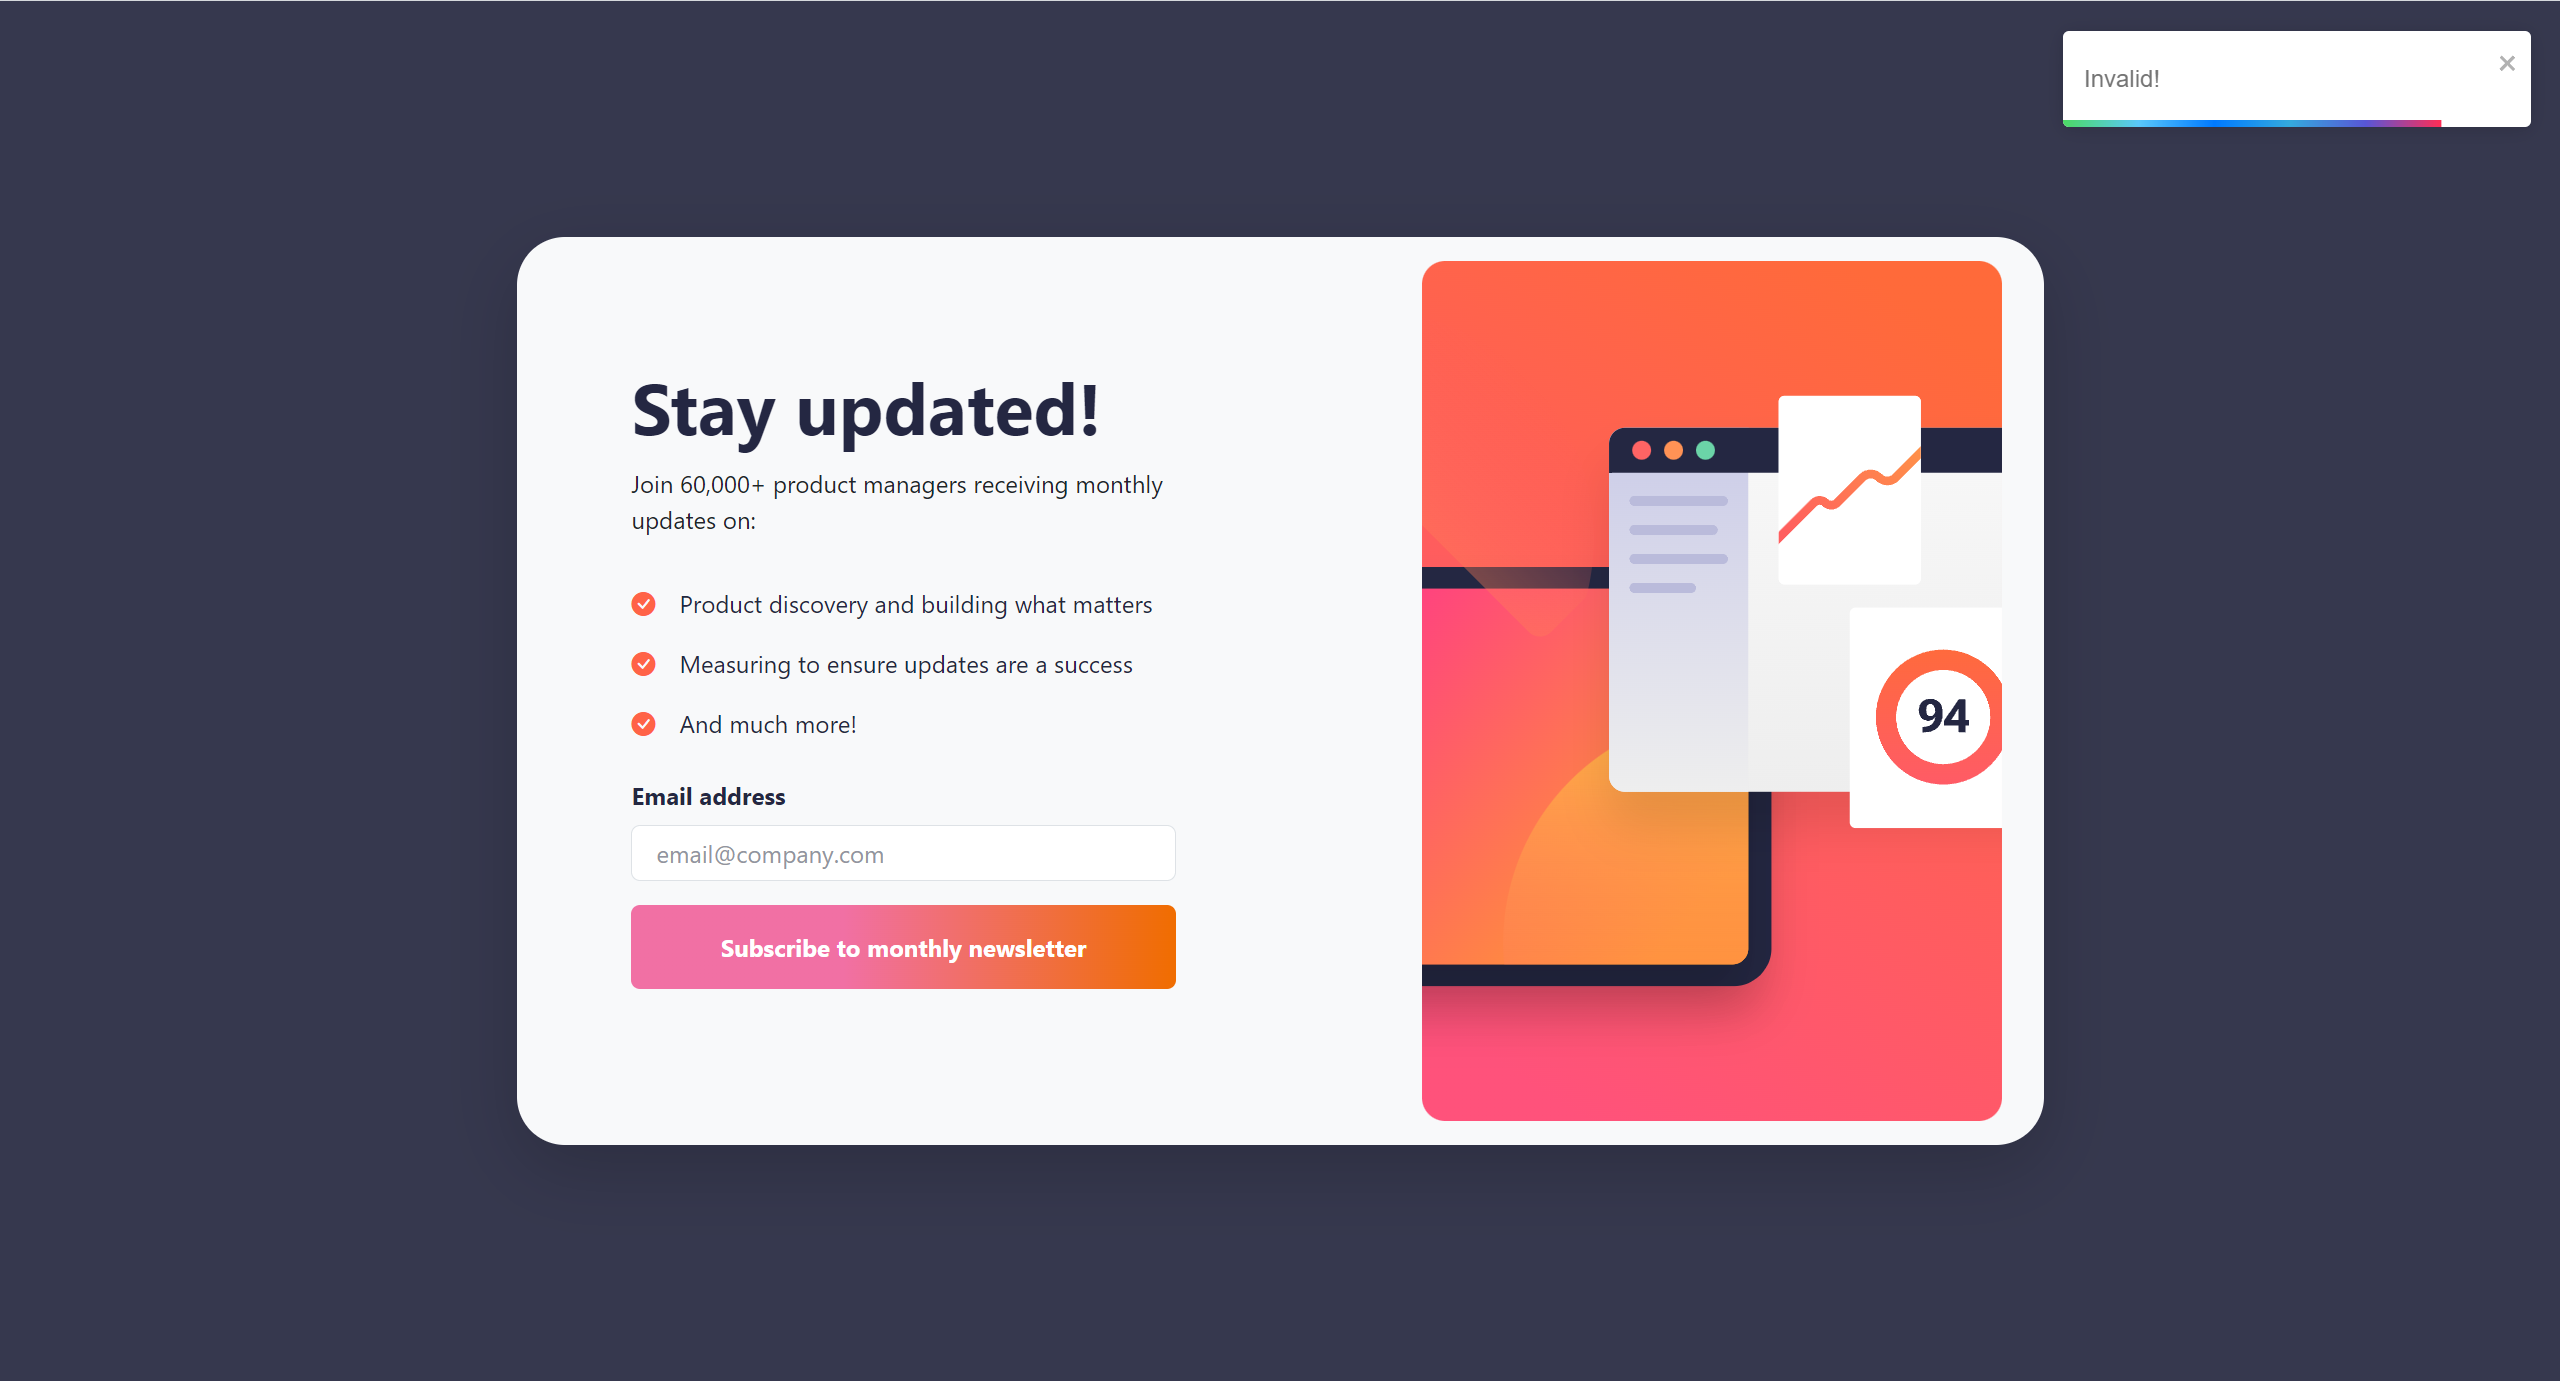 Invalid!
Stay updated!
Join 60,000+ product managers receiving monthly
updates on:
Product discovery and building what matters
Measuring to ensure updates are a success
And much more!
Email address
email@company.com
Subscribe to monthly newsletter
94